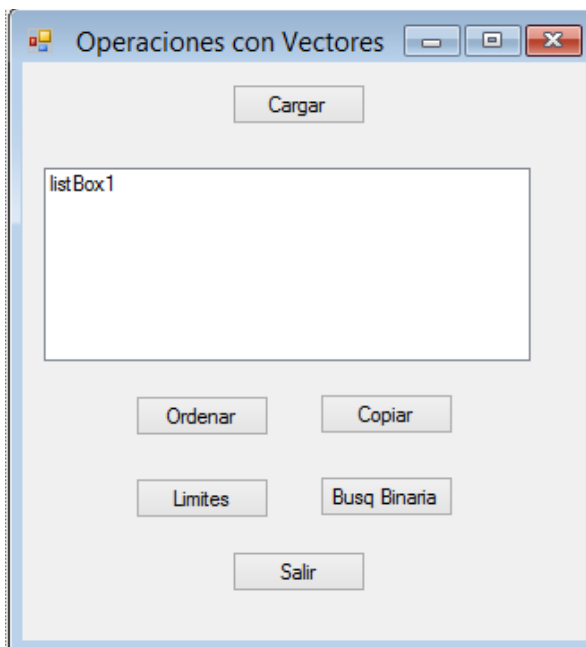 Operaciones con Vectores
Cargar
listBox1
Ordenar
Copiar
Limites
Busq Binaria
Salir